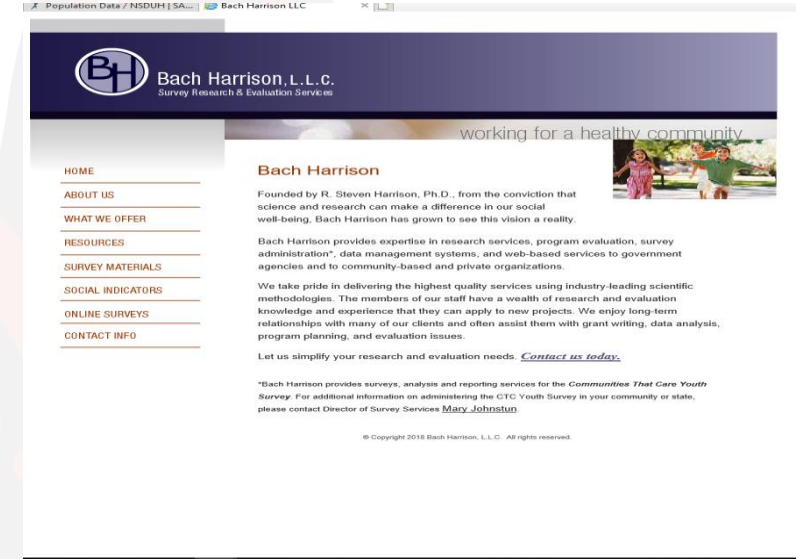 Population Data / NSDUH | SA...
Bach Harrison LLC
BH
Bach Harrison, L.L.C.
Survey Research & Evaluation Services
working for a healthy community
HOME
ABOUT US
WHAT WE OFFER
RESOURCES
SURVEY MATERIALS
SOCIAL INDICATORS
ONLINE SURVEYS
CONTACT INFO
Bach Harrison
Founded by R. Steven Harrison, Ph.D., from the conviction that
science and research can make a difference in our social
well-being, Bach Harrison has grown to see this vision a reality.
Bach Harrison provides expertise in research services, program evaluation, survey
administration*, data management systems, and web-based services to government
agencies and to community-based and private organizations.
We take pride in delivering the highest quality services using industry-leading scientific
methodologies. The members of our staff have a wealth of research and evaluation
knowledge and experience that they can apply to new projects. We enjoy long-term
relationships with many of our clients and often assist them with grant writing, data analysis,
program planning, and evaluation issues.
Let us simplify your research and evaluation needs. Contact us today.
*Bach Harrison provides surveys, analysis and reporting services for the Communities That Care Youth
Survey. For additional information on administering the CTC Youth Survey in your community or state,
please contact Director of Survey Services Mary Johnstun.
© Copyright 2018 Bach Harrison, L.L.C. All rights reserved.